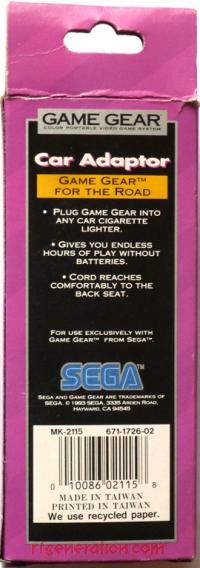 GAME GEAR
COLOR PORTABLE VIDEO GAME SYSTEM
Car Adaptor
GAME GEAR™
FOR THE ROAD
• PLUG GAME GEAR INTO
ANY CAR CIGARETTE
LIGHTER.
• GIVES YOU ENDLESS
HOURS OF PLAY WITHOUT
BATTERIES.
• CORD REACHES
COMFORTABLY TO THE
BACK SEAT.
FOR USE EXCLUSIVELY WITH
GAME GEAR™ FROM SEGA™.
SEGA™
SEGA AND GAME GEAR ARE TRADEMARKS OF
SEGA. © 1993 SEGA, 3335 ARDEN ROAD,
HAYWARD, CA 94545
MK-2115 671-1726-02
0 10086 02115 8
MADE IN TAIWAN
PRINTED IN TAIWAN
We use recycled paper.
rfgeneration.com